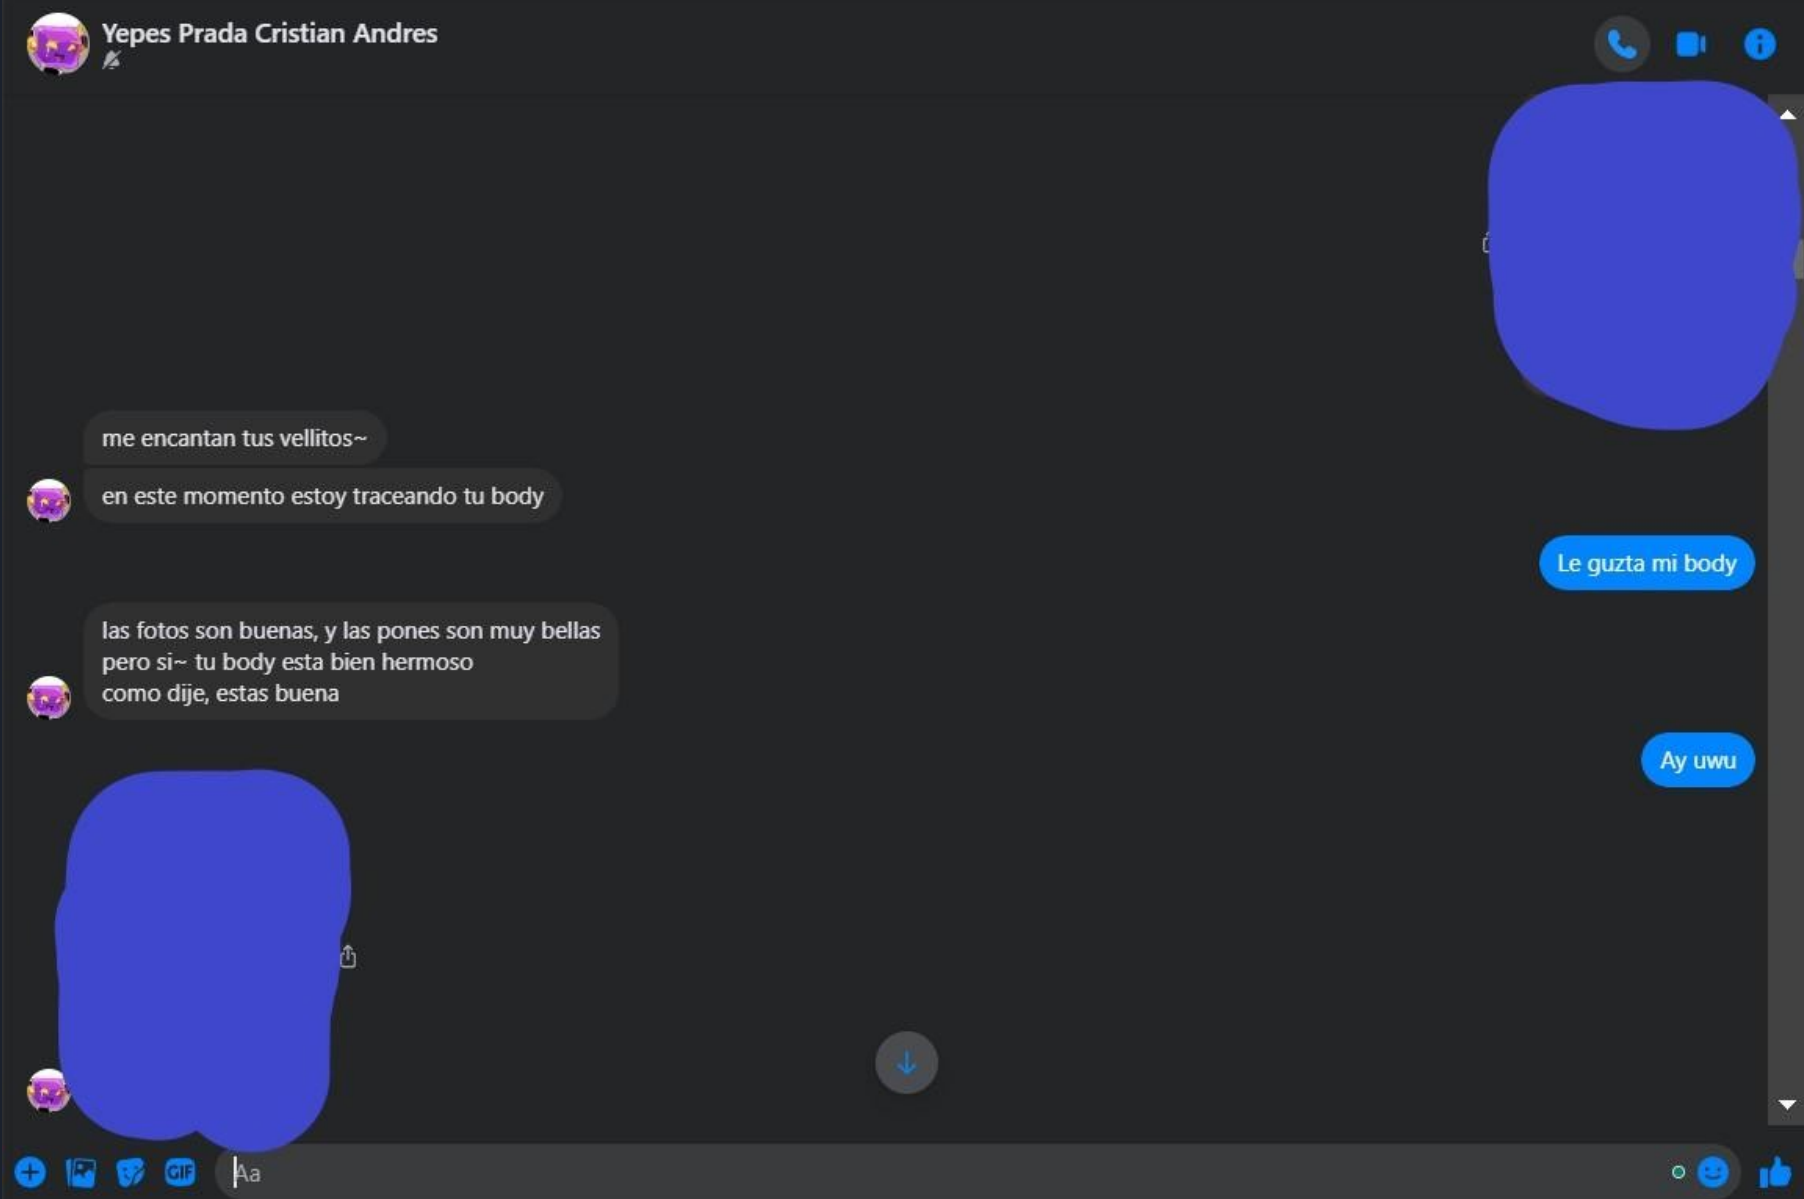 Yepes Prada Cristian Andres
me encantan tus vellitos~
en este momento estoy traceando tu body
Le guzta mi body
las fotos son buenas, y las pones son muy bellas
pero si~ tu body esta bien hermoso
como dije, estas buena
Ay uwu
GIF
Aa